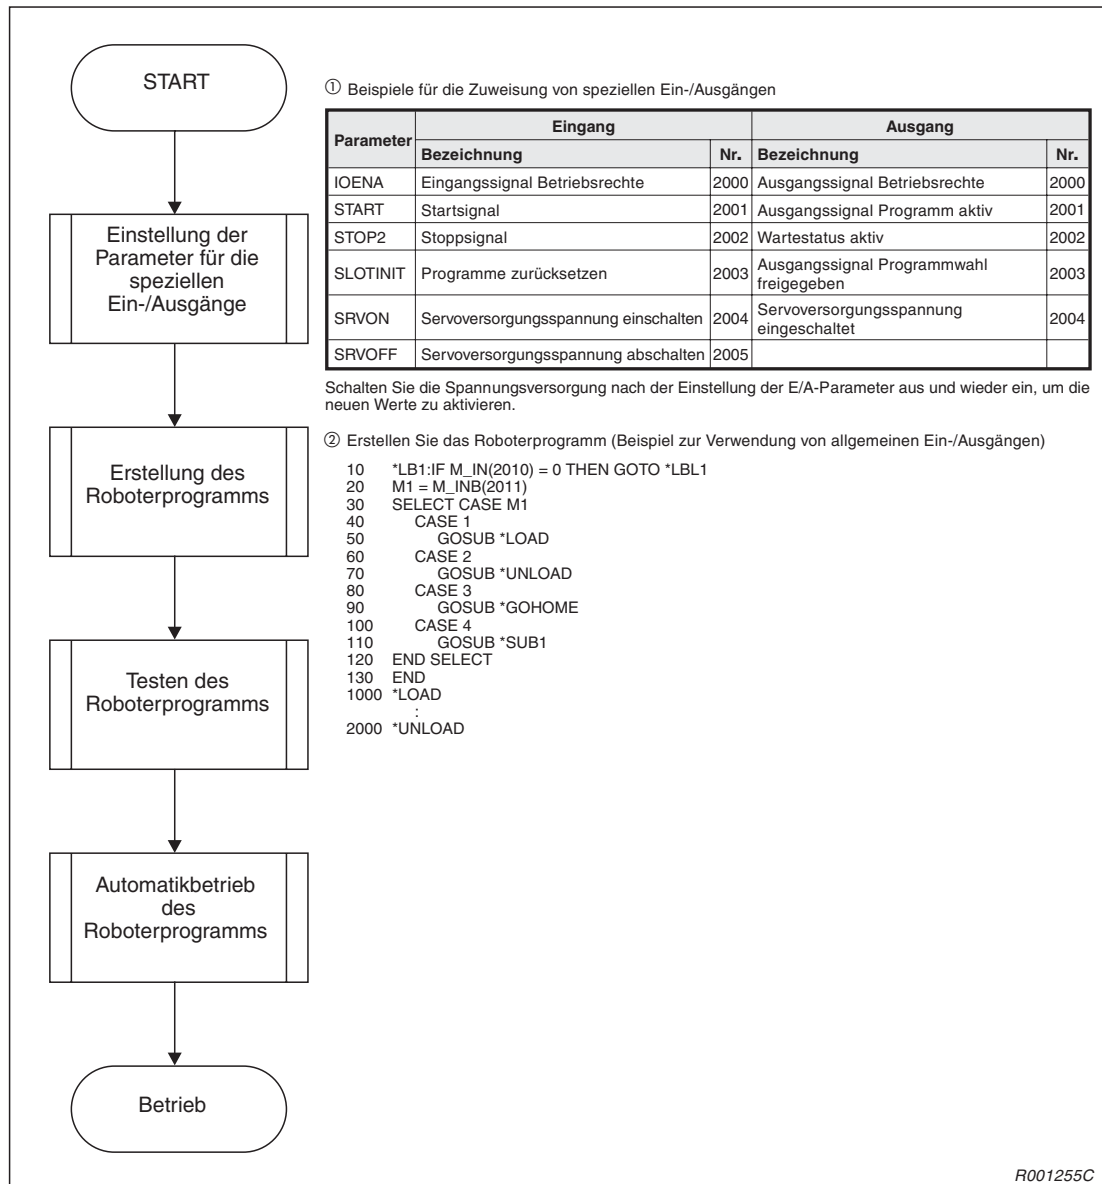 START
Einstellung der
Parameter für die
speziellen
Ein-/Ausgänge
Erstellung des
Roboterprogramms
Testen des
Roboterprogramms
Automatikbetrieb
des
Roboterprogramms
Betrieb
① Beispiele für die Zuweisung von speziellen Ein-/Ausgängen
Parameter Eingang Ausgang
Bezeichnung Nr. Bezeichnung Nr.
IOENA Eingangssignal Betriebsrechte 2000 Ausgangssignal Betriebsrechte 2000
START Startsignal 2001 Ausgangssignal Programm aktiv 2001
STOP2 Stoppsignal 2002 Wartestatus aktiv 2002
SLOTINIT Programme zurücksetzen 2003 Ausgangssignal Programmwahl
freigegeben 2003
SRVON Servoversorgungsspannung einschalten 2004 Servoversorgungsspannung
eingeschaltet 2004
SRVOFF Servoversorgungsspannung abschalten 2005
Schalten Sie die Spannungsversorgung nach der Einstellung der E/A-Parameter aus und wieder ein, um die
neuen Werte zu aktivieren.
② Erstellen Sie das Roboterprogramm (Beispiel zur Verwendung von allgemeinen Ein-/Ausgängen)
10 *LB1:IF M_IN(2010) = 0 THEN GOTO *LBL1
20 M1 = M_INB(2011)
30 SELECT CASE M1
40 CASE 1
50 GOSUB *LOAD
60 CASE 2
70 GOSUB *UNLOAD
80 CASE 3
90 GOSUB *GOHOME
100 CASE 4
110 GOSUB *SUB1
120 END SELECT
130 END
1000 *LOAD
:
2000 *UNLOAD
R001255C